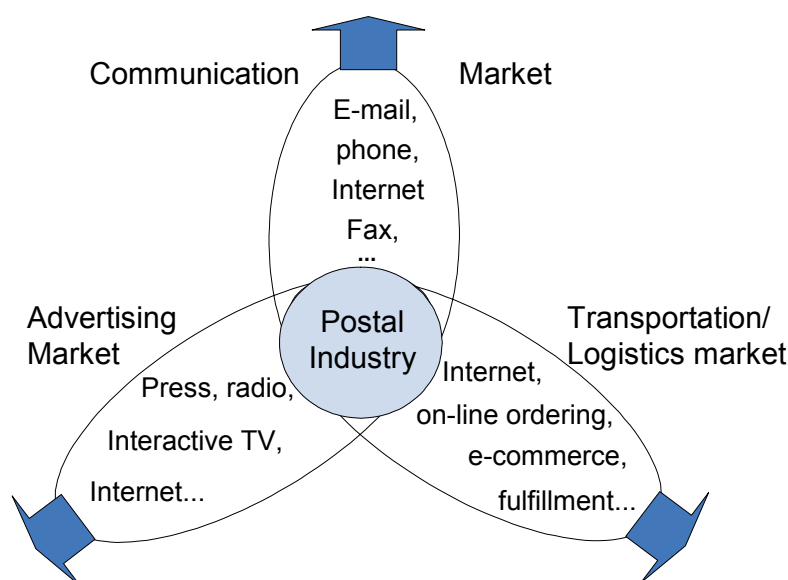 Communication Market
E-mail,
phone,
Internet
Fax,
...
Advertising
Market
Postal
Industry
Transportation/
Logistics market
Press, radio,
Interactive TV,
Internet...
Internet,
on-line ordering,
e-commerce,
fulfillment...